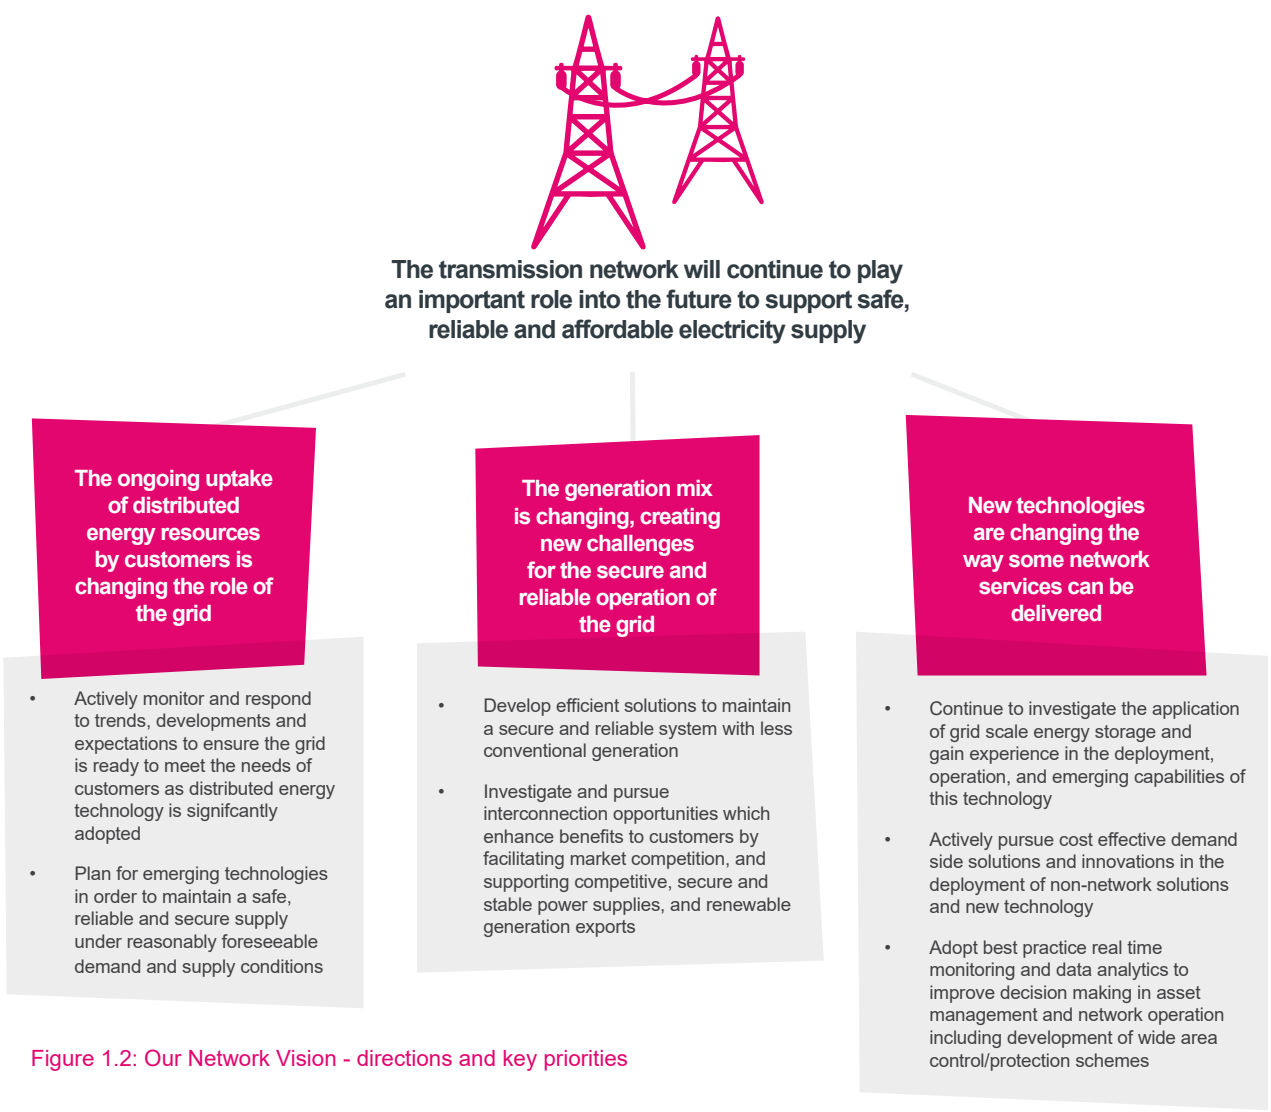 The transmission network will continue to play
an important role into the future to support safe,
reliable and affordable electricity supply
The ongoing uptake
of distributed
energy resources
by customers is
changing the role of
the grid
• Actively monitor and respond
to trends, developments and
expectations to ensure the grid
is ready to meet the needs of
customers as distributed energy
technology is signifcantly
adopted
• Plan for emerging technologies
in order to maintain a safe,
reliable and secure supply
under reasonably foreseeable
demand and supply conditions
The generation mix
is changing, creating
new challenges
for the secure and
reliable operation of
the grid
• Develop efficient solutions to maintain
a secure and reliable system with less
conventional generation
• Investigate and pursue
interconnection opportunities which
enhance benefits to customers by
facilitating market competition, and
supporting competitive, secure and
stable power supplies, and renewable
generation exports
New technologies
are changing the
way some network
services can be
delivered
• Continue to investigate the application
of grid scale energy storage and
gain experience in the deployment,
operation, and emerging capabilities of
this technology
• Actively pursue cost effective demand
side solutions and innovations in the
deployment of non-network solutions
and new technology
• Adopt best practice real time
monitoring and data analytics to
improve decision making in asset
management and network operation
including development of wide area
control/protection schemes
Figure 1.2: Our Network Vision - directions and key priorities